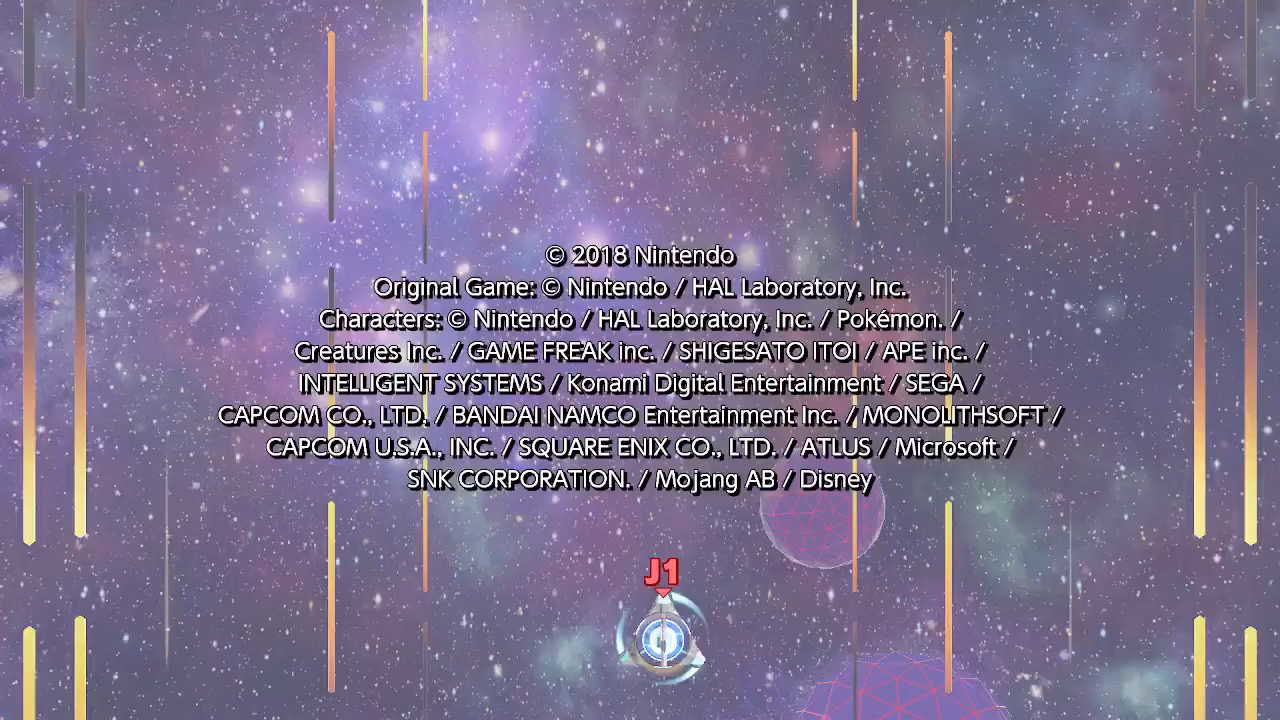 © 2018 Nintendo
Original Game: © Nintendo / HAL Laboratory, Inc.
Characters: © Nintendo / HAL Laboratory, Inc. / Pokémon. /
Creatures Inc. / GAME FREAK inc. / SHIGESATO ITOI / APE inc. /
INTELLIGENT SYSTEMS / Konami Digital Entertainment / SEGA /
CAPCOM CO., LTD. / BANDAI NAMCO Entertainment Inc. / MONOLITHSOFT /
CAPCOM U.S.A., INC. / SQUARE ENIX CO., LTD. / ATLUS / Microsoft /
SNK CORPORATION. / Mojang AB / Disney
J1